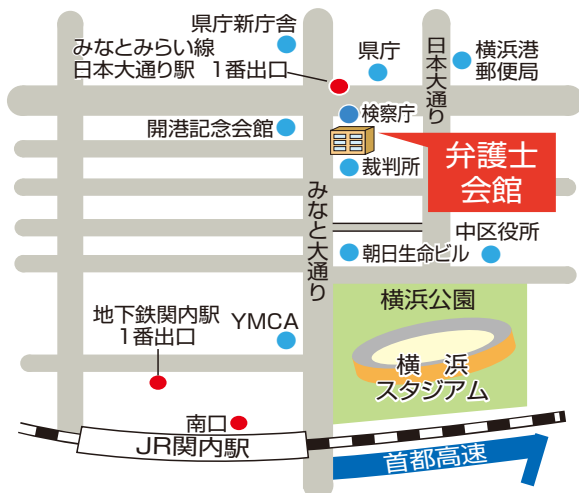 県庁新庁舎
みなとみらい線
日本大通り駅 1番出口
県庁
日本大通り
横浜港
郵便局
検察庁
開港記念会館
弁護士
会館
裁判所
みなと大通り
中区役所
朝日生命ビル
横浜公園
地下鉄関内駅
1番出口
YMCA
横浜
スタジアム
南口
JR関内駅
首都高速